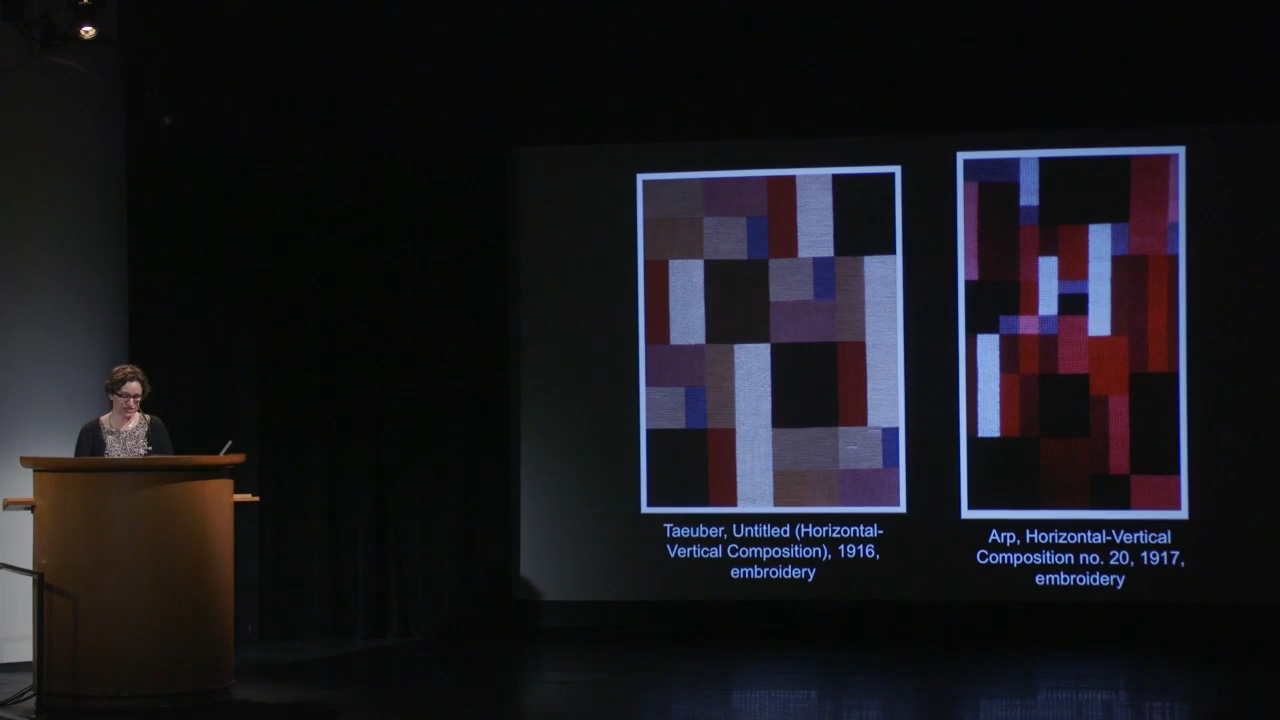 Taeuber, Untitled (Horizontal-
Vertical Composition), 1916,
embroidery
Arp, Horizontal-Vertical
Composition no. 20, 1917,
embroidery